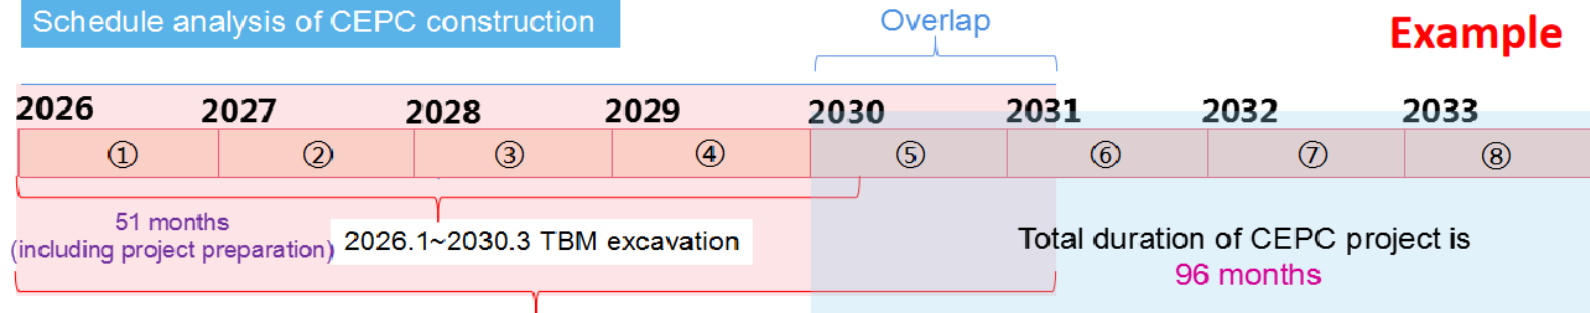 Schedule analysis of CEPC construction
Overlap
Example
2026 2027 2028 2029 2030 2031 2032 2033
① ② ③ ④ ⑤ ⑥ ⑦ ⑧
51 months
(including project preparation)
2026.1~2030.3 TBM excavation
Total duration of CEPC project is
96 months